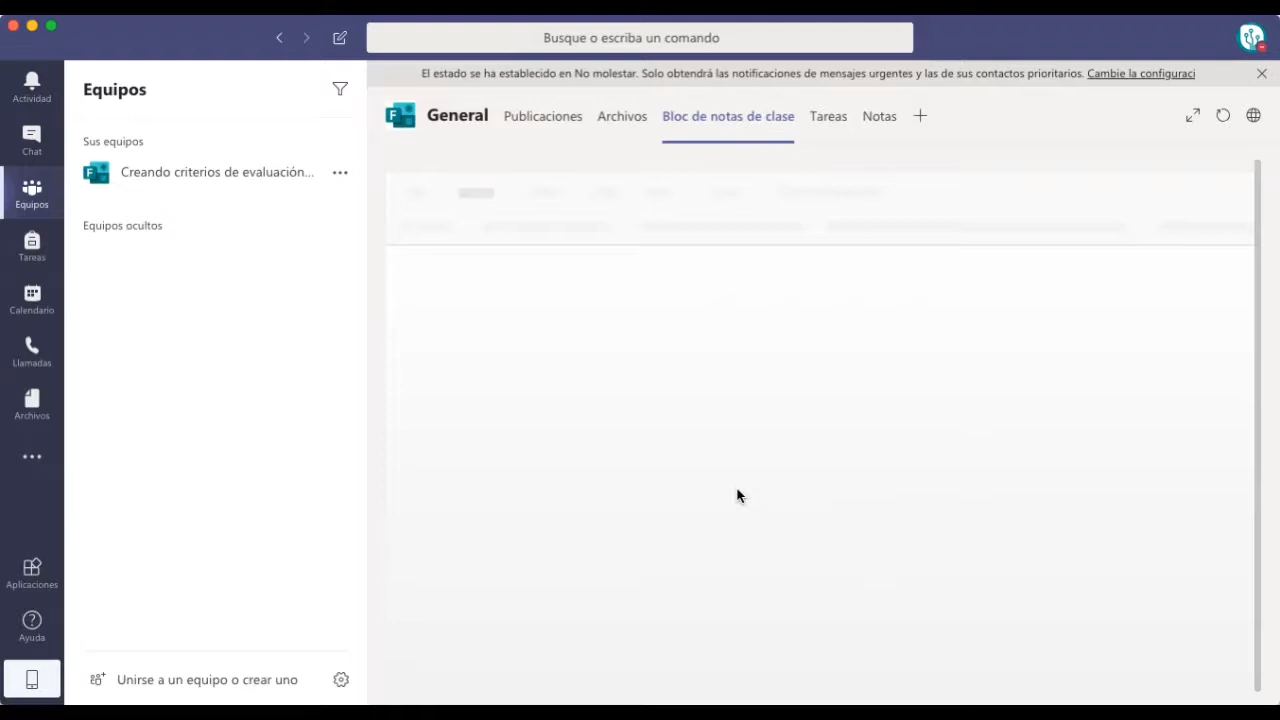 Busque o escriba un comando
El estado se ha establecido en No molestar. Solo obtendrá las notificaciones de mensajes urgentes y las de sus contactos prioritarios. Cambie la configuraci
Actividad
Chat
Equipos
Tareas
Calendario
Llamadas
Archivos
Aplicaciones
Ayuda
Equipos
Sus equipos
F Creando criterios de evaluación...
Equipos ocultos
Unirse a un equipo o crear uno
F General Publicaciones Archivos Bloc de notas de clase Tareas Notas